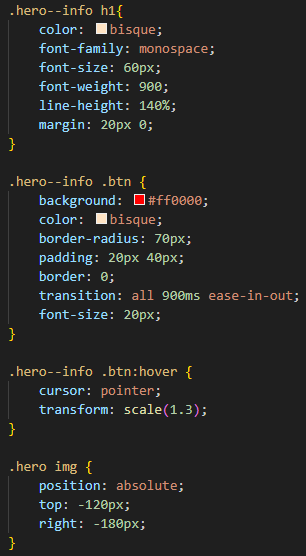 .hero--info h1{
color: bisque;
font-family: monospace;
font-size: 60px;
font-weight: 900;
line-height: 140%;
margin: 20px 0;
}
.hero--info .btn {
background: #ff0000;
color: bisque;
border-radius: 70px;
padding: 20px 40px;
border: 0;
transition: all 900ms ease-in-out;
font-size: 20px;
}
.hero--info .btn:hover {
cursor: pointer;
transform: scale(1.3);
}
.hero img {
position: absolute;
top: -120px;
right: -180px;
}